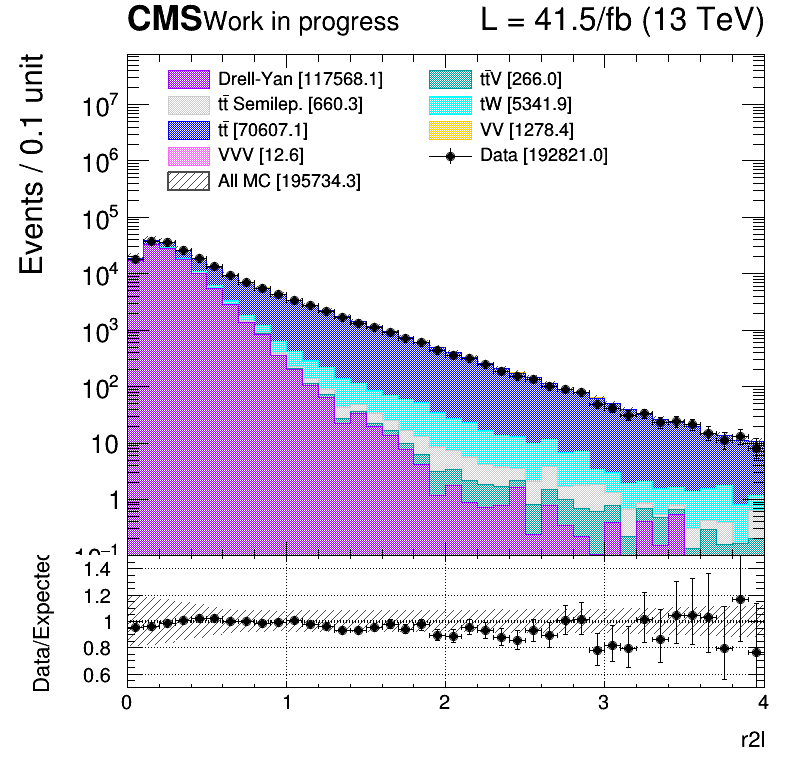 CMS Work in progress L = 41.5/fb (13 TeV)
Events / 0.1 unit
Drell-Yan [117568.1]
tt̄ Semilep. [660.3]
tt̄ [70607.1]
VVV [12.6]
All MC [195734.3]
tt̄V [266.0]
tW [5341.9]
VV [1278.4]
Data [192821.0]
10⁷
10⁶
10⁵
10⁴
10³
10²
10
1
10⁻¹
Data/Expected
1.4
1.2
1
0.8
0.6
0 1 2 3 4
r2l